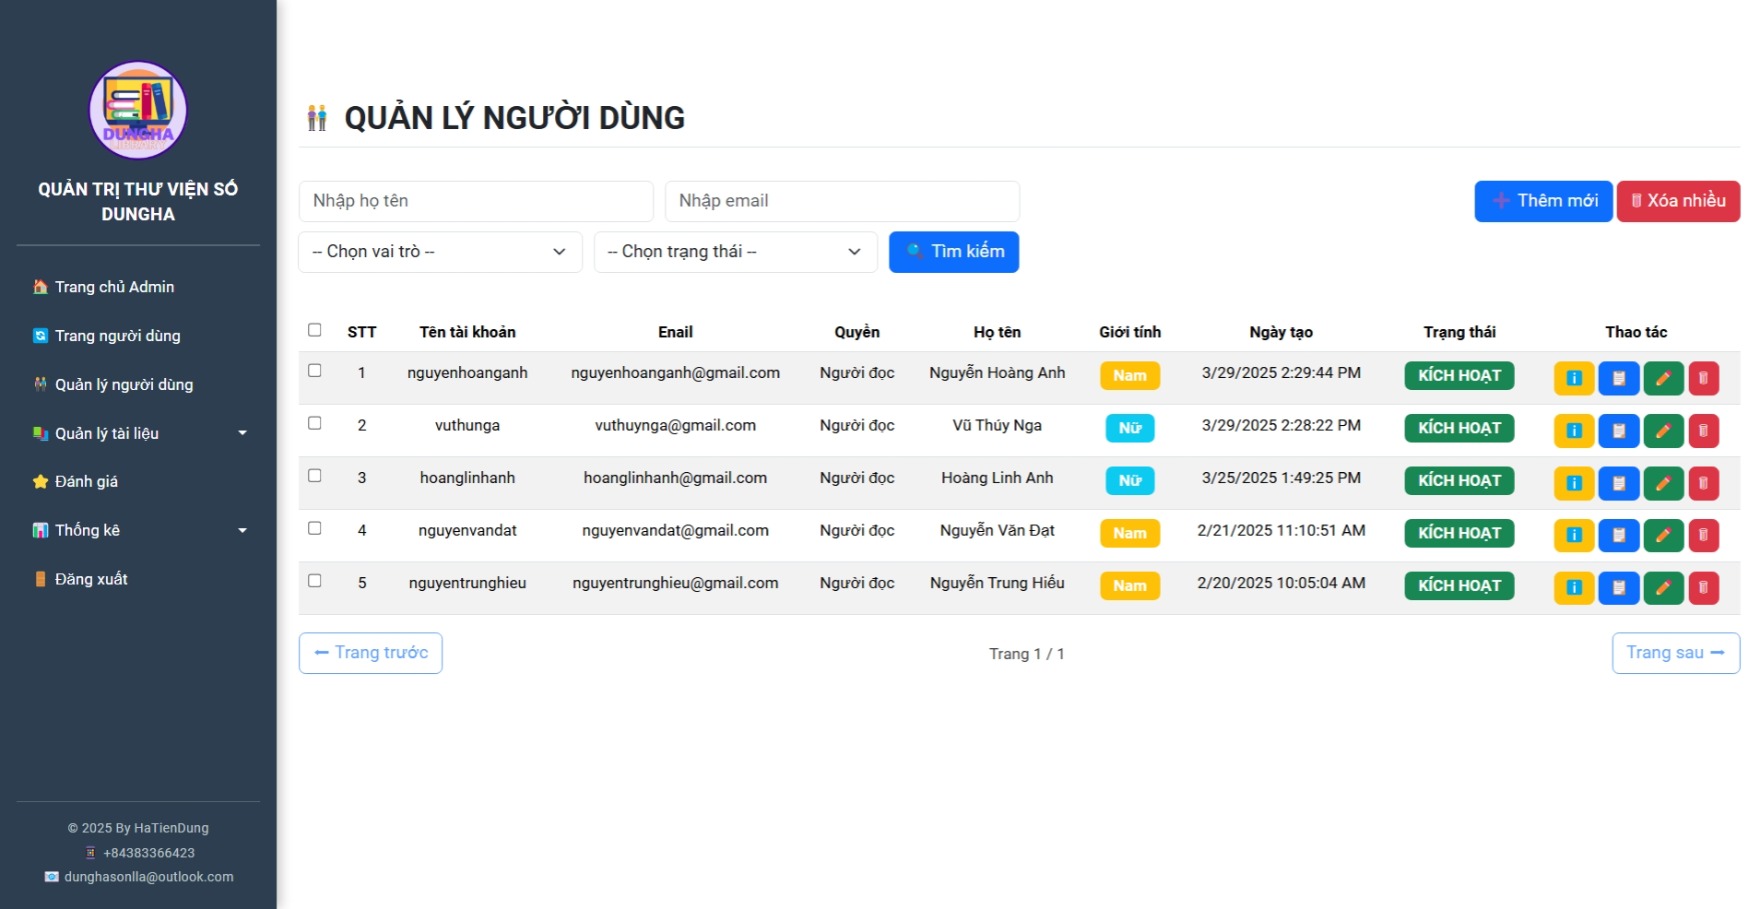 DUNGHA
LIBRARY
QUẢN TRỊ THƯ VIỆN SỐ
DUNGHA
Trang chủ Admin
Trang người dùng
Quản lý người dùng
Quản lý tài liệu
Đánh giá
Thống kê
Đăng xuất
© 2025 By HaTienDung
+84383366423
dunghasonlla@outlook.com
QUẢN LÝ NGƯỜI DÙNG
Nhập họ tên Nhập email Thêm mới Xóa nhiều
-- Chọn vai trò -- -- Chọn trạng thái -- Tìm kiếm
STT Tên tài khoản Enail Quyền Họ tên Giới tính Ngày tạo Trạng thái Thao tác
1 nguyenhoanganh nguyenhoanganh@gmail.com Người đọc Nguyễn Hoàng Anh Nam 3/29/2025 2:29:44 PM KÍCH HOẠT
2 vuthunga vuthuynga@gmail.com Người đọc Vũ Thúy Nga Nữ 3/29/2025 2:28:22 PM KÍCH HOẠT
3 hoanglinhanh hoanglinhanh@gmail.com Người đọc Hoàng Linh Anh Nữ 3/25/2025 1:49:25 PM KÍCH HOẠT
4 nguyenvandat nguyenvandat@gmail.com Người đọc Nguyễn Văn Đạt Nam 2/21/2025 11:10:51 AM KÍCH HOẠT
5 nguyentrunghieu nguyentrunghieu@gmail.com Người đọc Nguyễn Trung Hiếu Nam 2/20/2025 10:05:04 AM KÍCH HOẠT
Trang trước Trang 1 / 1 Trang sau